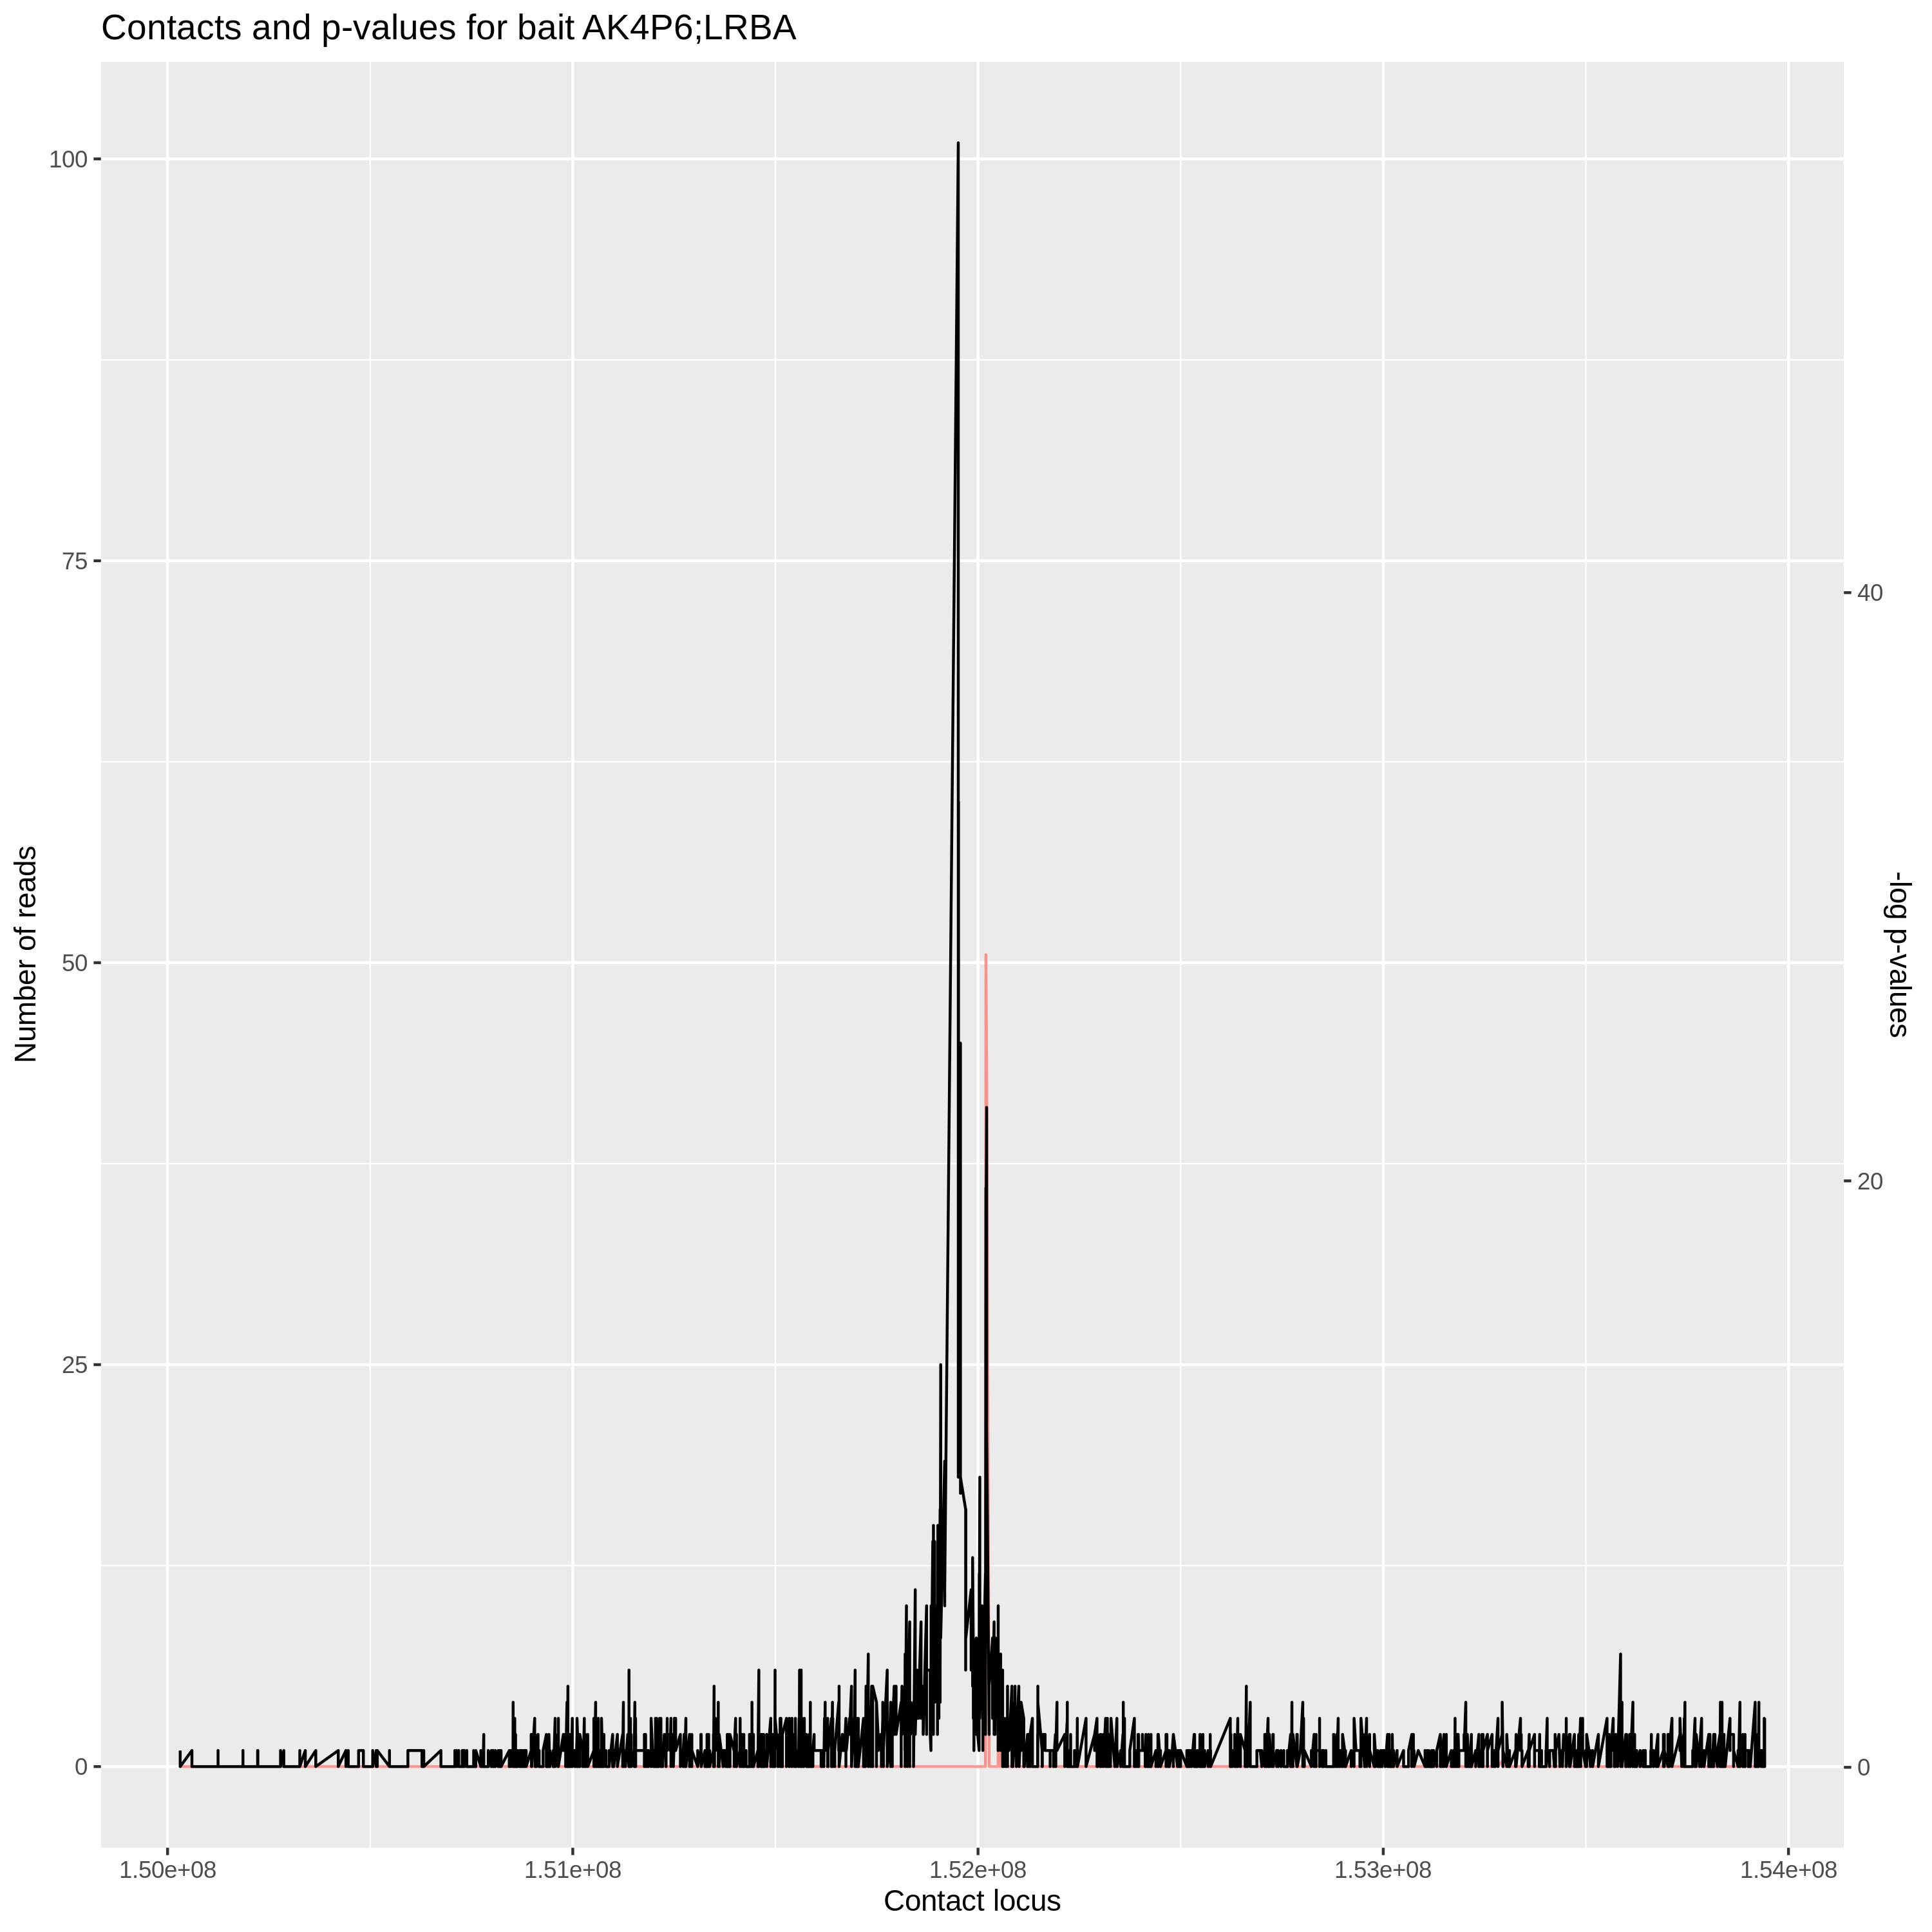 Contacts and p-values for bait AK4P6;LRBA
100
75
50
25
0
Number of reads
40
20
0
-log p-values
1.50e+08
1.51e+08
1.52e+08
1.53e+08
1.54e+08
Contact locus